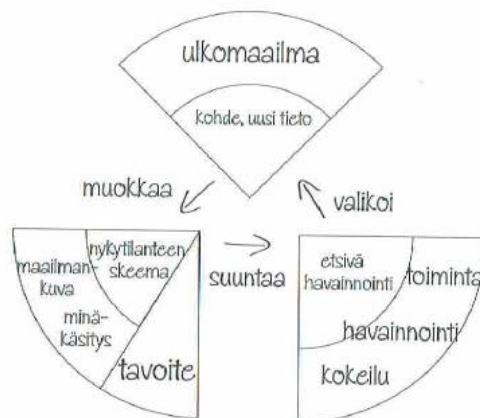 ulkomaailma
kohde, uusi tieto
muokkaa
valikoi
nykytilanteen
skeema
maailman-
kuva
minä-
käsitys
tavoite
suuntaa
etsivä
havainnointi
toiminta
havainnointi
kokeilu